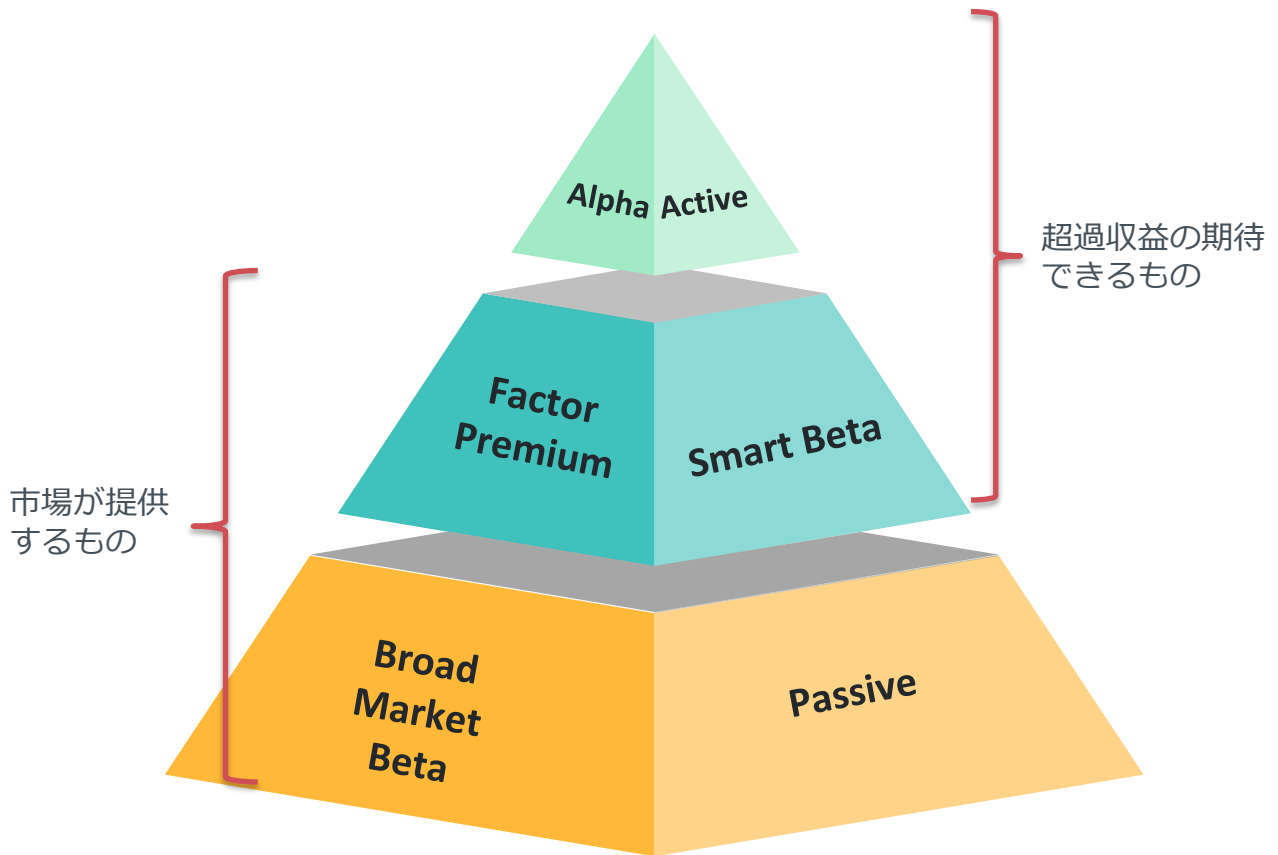 Alpha Active
超過収益の期待
できるもの
Factor
Premium
Smart Beta
市場が提供
するもの
Broad
Market
Beta
Passive